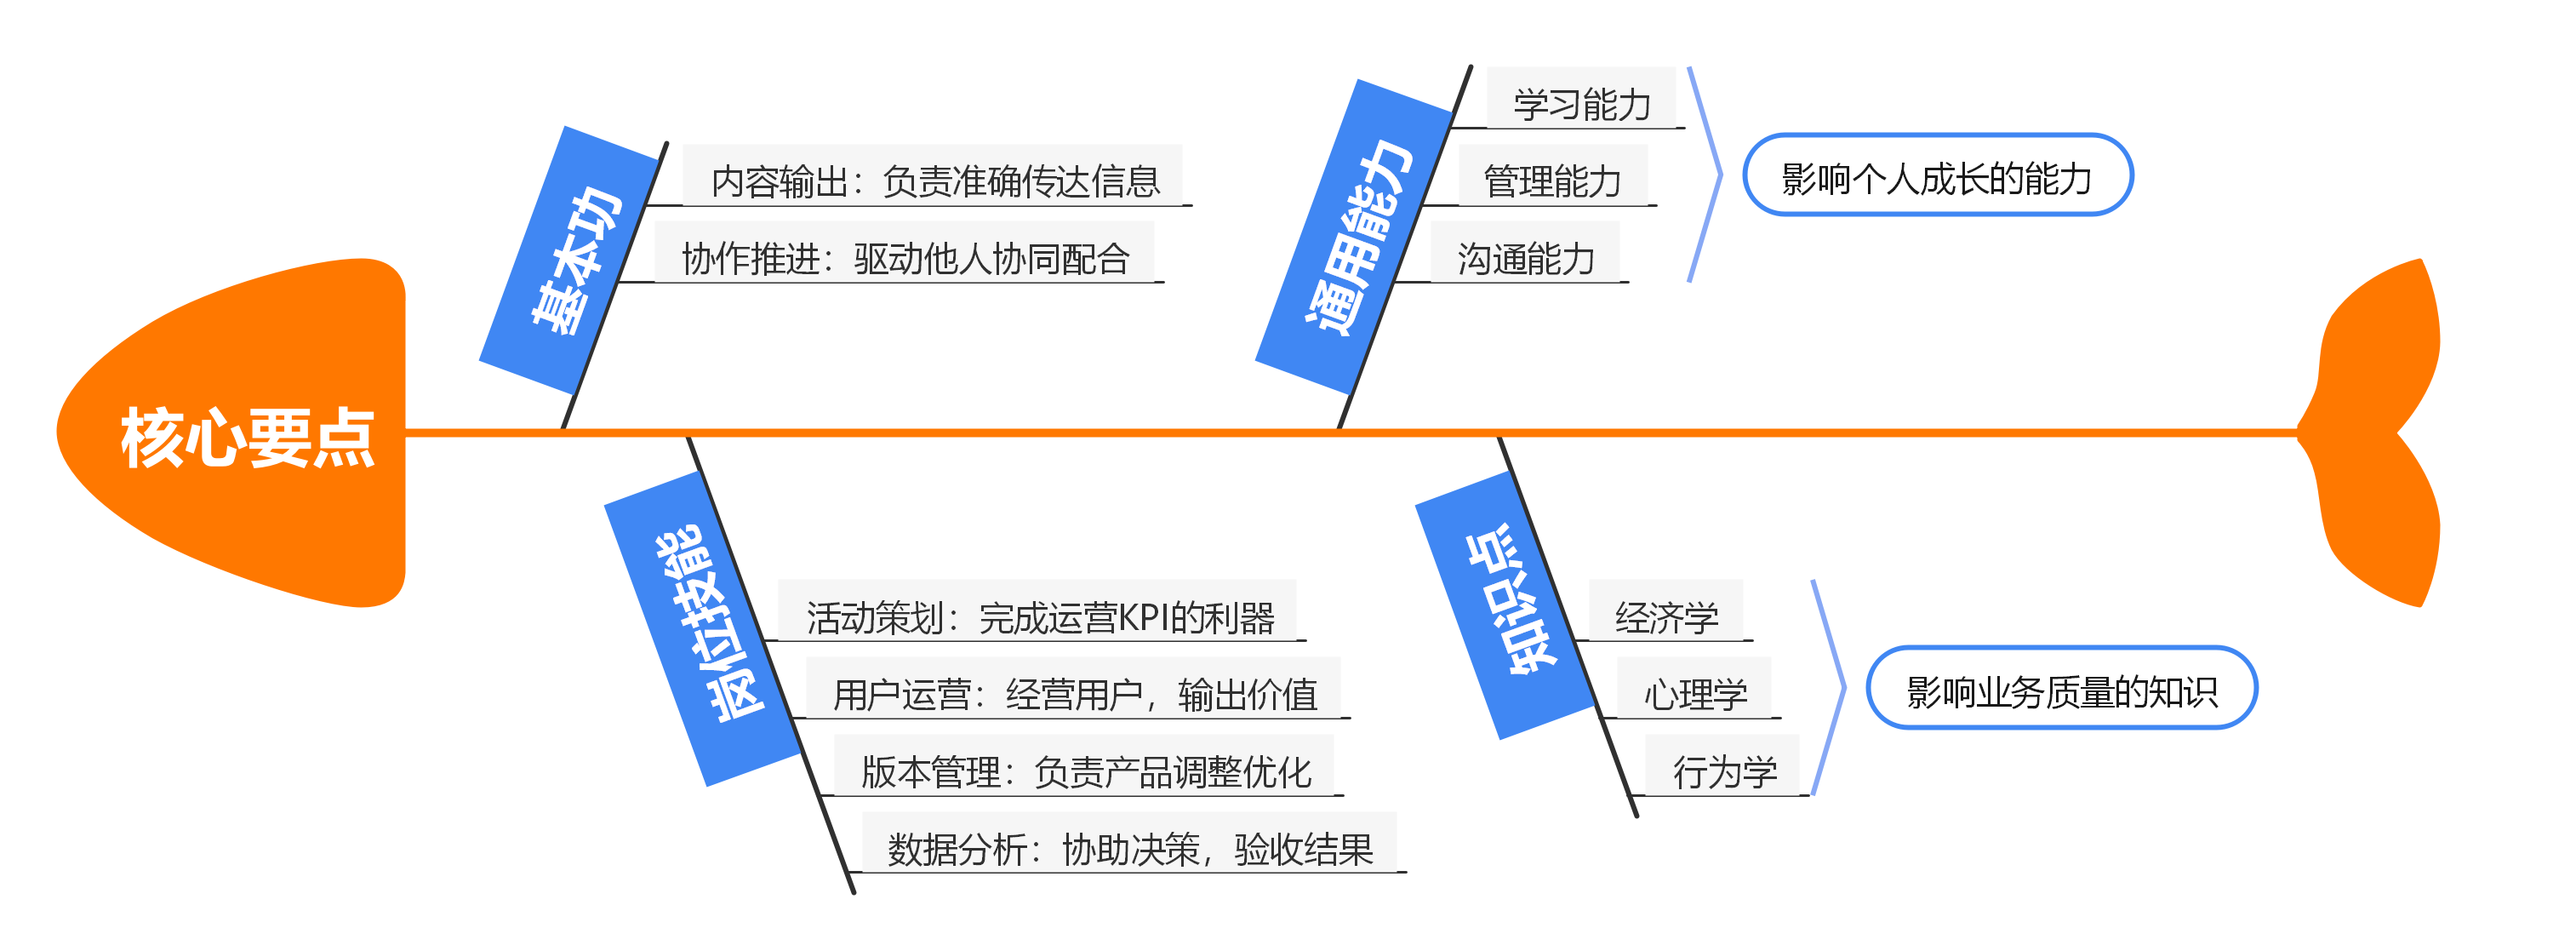 核心要点
基本功
内容输出：负责准确传达信息
协作推进：驱动他人协同配合
通用能力
学习能力
管理能力
沟通能力
影响个人成长的能力
岗位技能
活动策划：完成运营KPI的利器
用户运营：经营用户，输出价值
版本管理：负责产品调整优化
数据分析：协助决策，验收结果
知识点
经济学
心理学
行为学
影响业务质量的知识